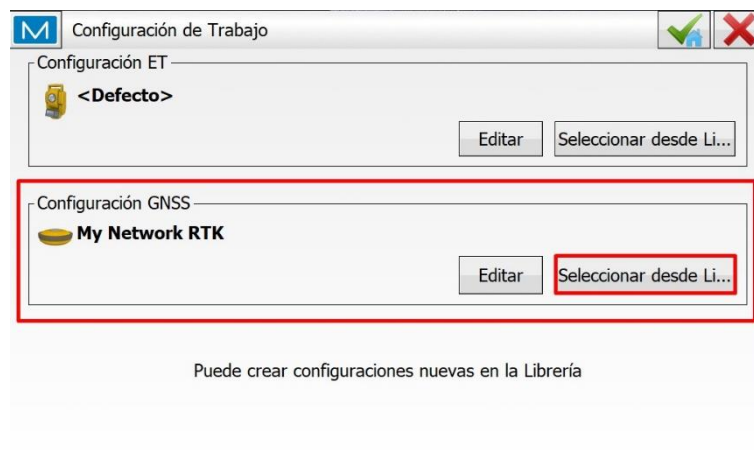 M Configuración de Trabajo
Configuración ET
<Defecto>
Editar Seleccionar desde Li...
Configuración GNSS
My Network RTK
Editar Seleccionar desde Li...
Puede crear configuraciones nuevas en la Librería